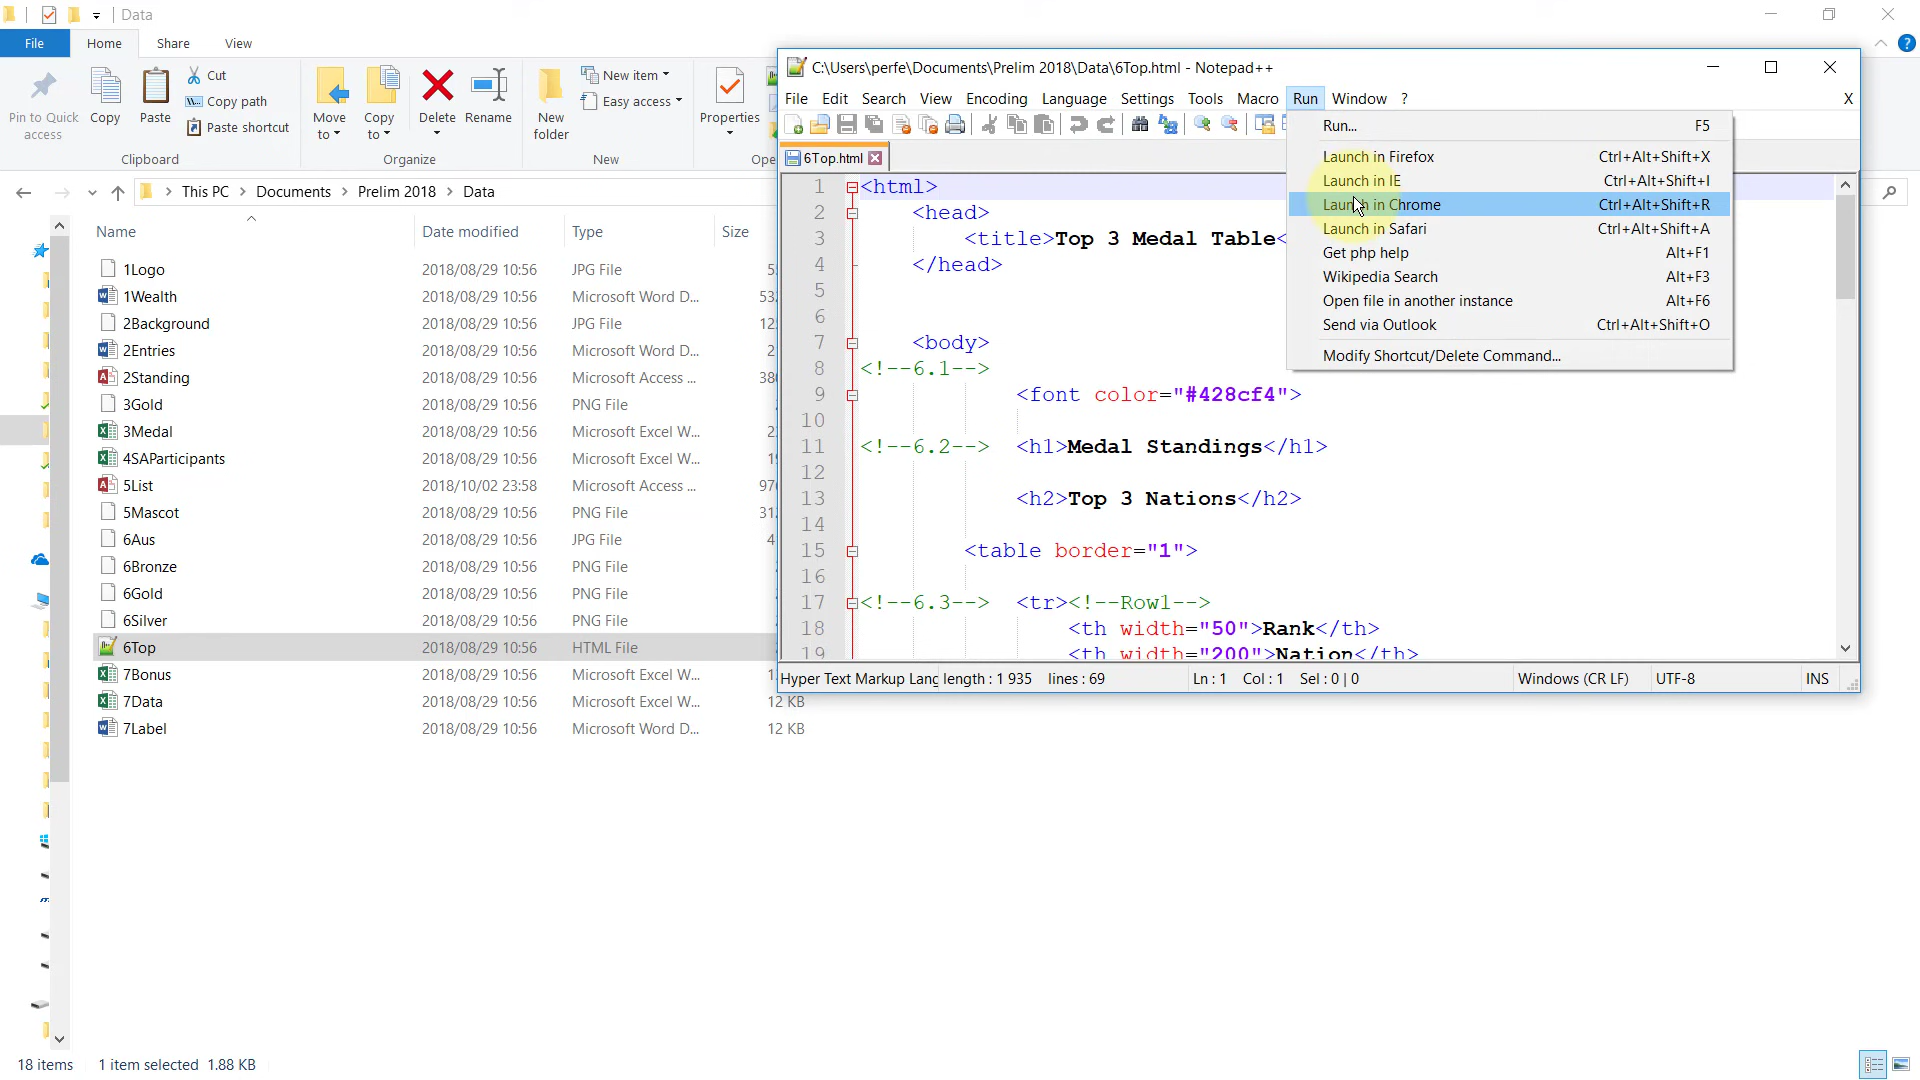 Data
File Home Share View
Pin to Quick access
Copy
Paste
Cut
Copy path
Paste shortcut
Clipboard
Move to
Copy to
Delete
Rename
Organize
New folder
New item
Easy access
New
Properties
This PC > Documents > Prelim 2018 > Data
Name Date modified Type Size
1Logo 2018/08/29 10:56 JPG File
1Wealth 2018/08/29 10:56 Microsoft Word D...
2Background 2018/08/29 10:56 JPG File
2Entries 2018/08/29 10:56 Microsoft Word D...
2Standing 2018/08/29 10:56 Microsoft Access ...
3Gold 2018/08/29 10:56 PNG File
3Medal 2018/08/29 10:56 Microsoft Excel W...
4SAParticipants 2018/08/29 10:56 Microsoft Excel W...
5List 2018/10/02 23:58 Microsoft Access ...
5Mascot 2018/08/29 10:56 PNG File
6Aus 2018/08/29 10:56 JPG File
6Bronze 2018/08/29 10:56 PNG File
6Gold 2018/08/29 10:56 PNG File
6Silver 2018/08/29 10:56 PNG File
6Top 2018/08/29 10:56 HTML File
7Bonus 2018/08/29 10:56 Microsoft Excel W...
7Data 2018/08/29 10:56 Microsoft Excel W... 12 KB
7Label 2018/08/29 10:56 Microsoft Word D... 12 KB
18 items 1 item selected 1.88 KB
C:\Users\perfe\Documents\Prelim 2018\Data\6Top.html - Notepad++
File Edit Search View Encoding Language Settings Tools Macro Run Window ? X
6Top.html
1 <html>
2 <head>
3 <title>Top 3 Medal Table<
4 </head>
5
6
7 <body>
8 <!--6.1-->
9 <font color="#428cf4">
10
11 <!--6.2--> <h1>Medal Standings</h1>
12
13 <h2>Top 3 Nations</h2>
14
15 <table border="1">
16
17 <!--6.3--> <tr><!--Row1-->
18 <th width="50">Rank</th>
19 <th width="200">Nation</th>
Hyper Text Markup Lang length : 1 935 lines : 69 Ln : 1 Col : 1 Sel : 0 | 0 Windows (CR LF) UTF-8 INS
Run... F5
Launch in Firefox Ctrl+Alt+Shift+X
Launch in IE Ctrl+Alt+Shift+I
Launch in Chrome Ctrl+Alt+Shift+R
Launch in Safari Ctrl+Alt+Shift+A
Get php help Alt+F1
Wikipedia Search Alt+F3
Open file in another instance Alt+F6
Send via Outlook Ctrl+Alt+Shift+O
Modify Shortcut/Delete Command...